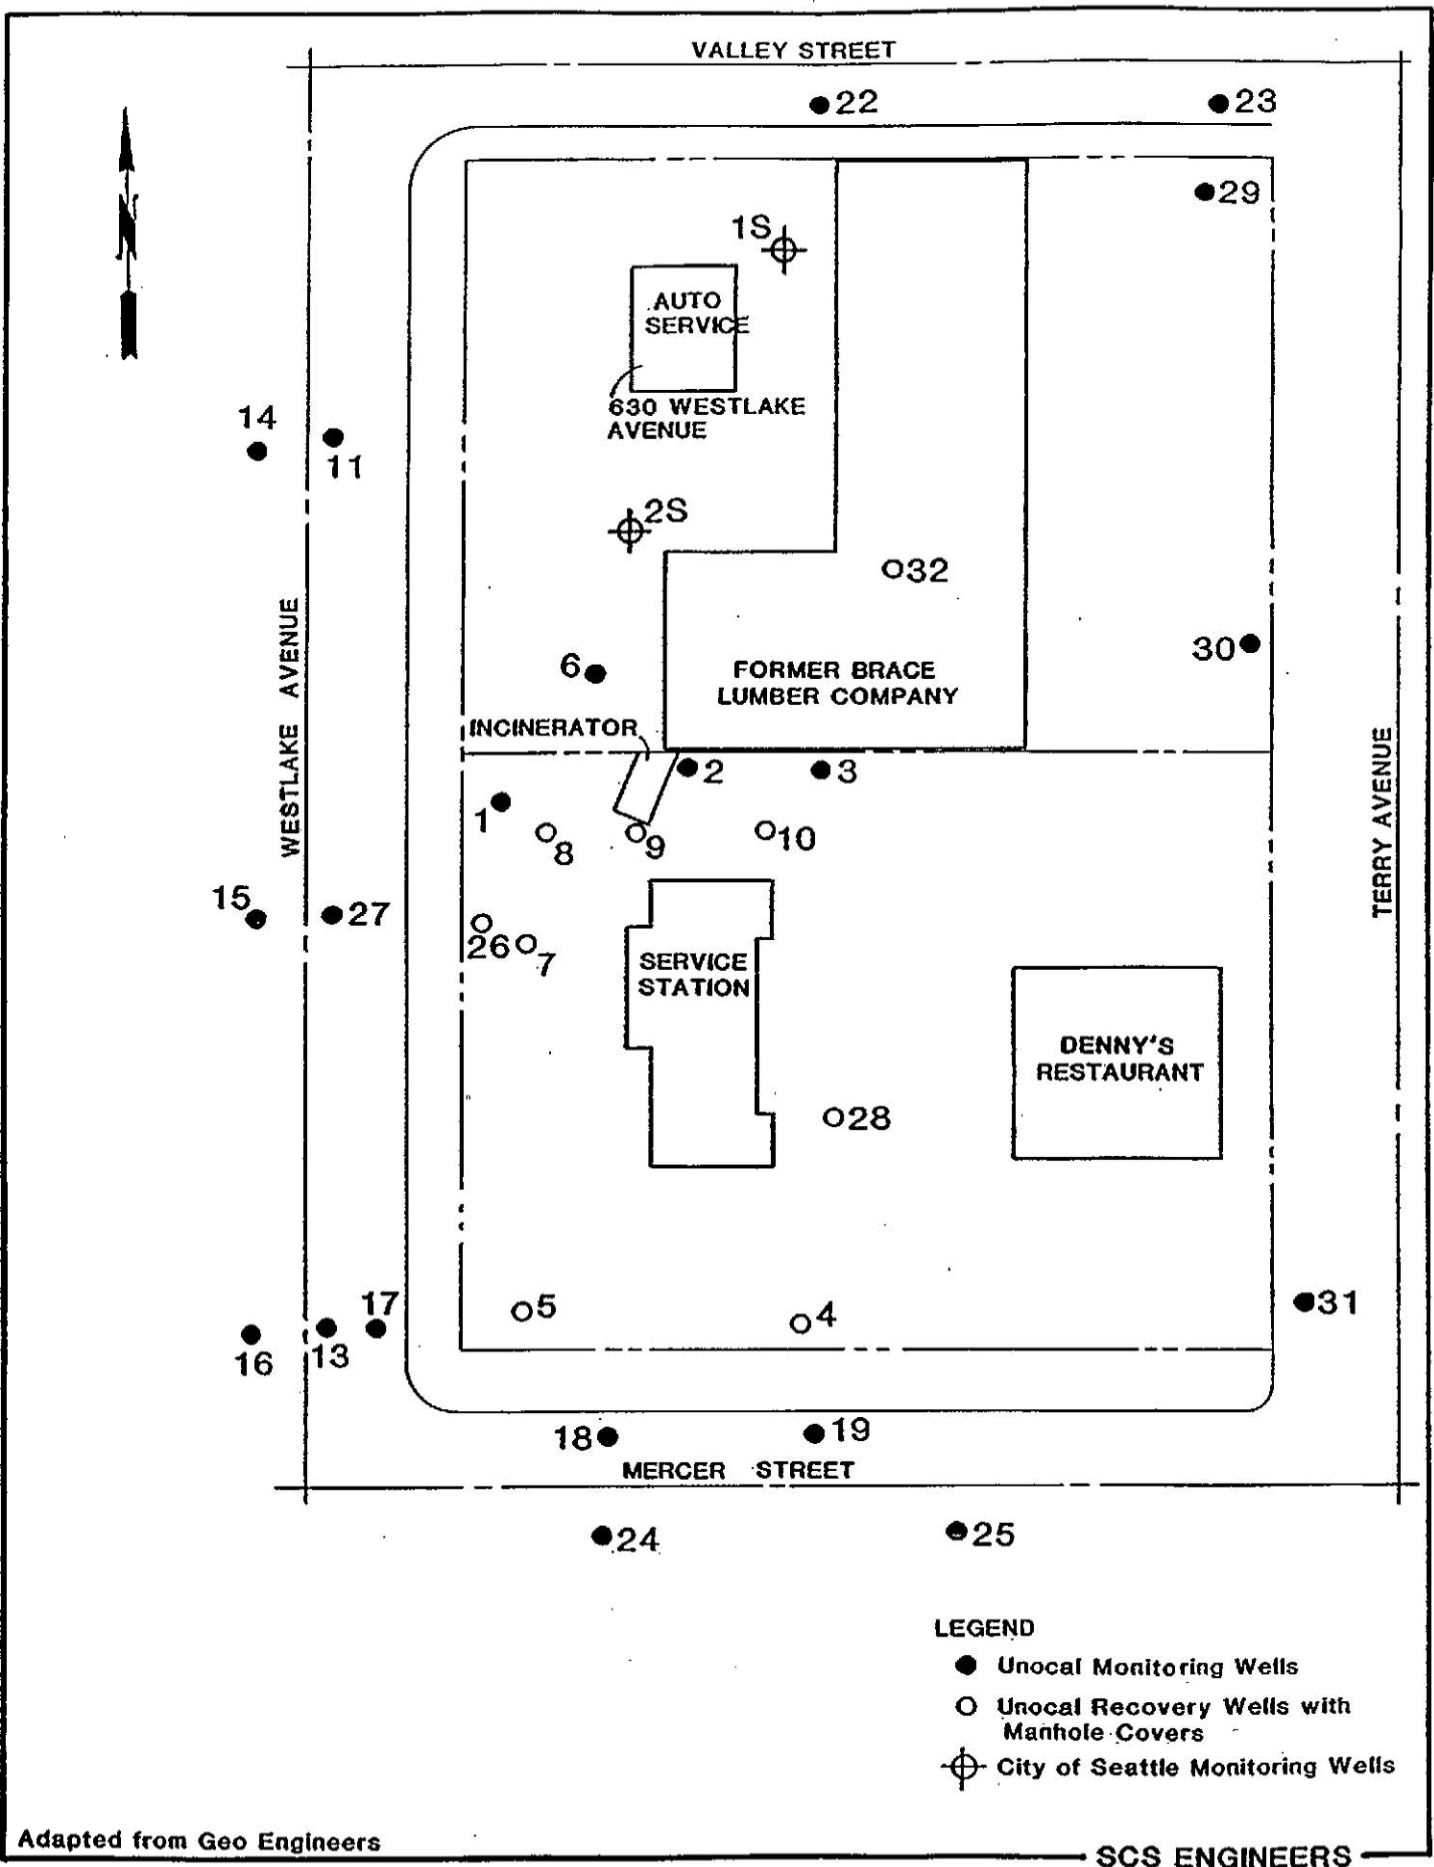 VALLEY STREET
22
23
N
29
1S
AUTO
SERVICE
630 WESTLAKE
AVENUE
14
11
2S
32
WESTLAKE AVENUE
30
6
FORMER BRACE
LUMBER COMPANY
INCINERATOR
2
3
TERRY AVENUE
1
8
9
10
15
27
26
7
SERVICE
STATION
DENNY'S
RESTAURANT
28
5
4
31
17
16
13
18
19
MERCER STREET
24
25
LEGEND
Unocal Monitoring Wells
Unocal Recovery Wells with
Manhole Covers
City of Seattle Monitoring Wells
Adapted from Geo Engineers
SCS ENGINEERS